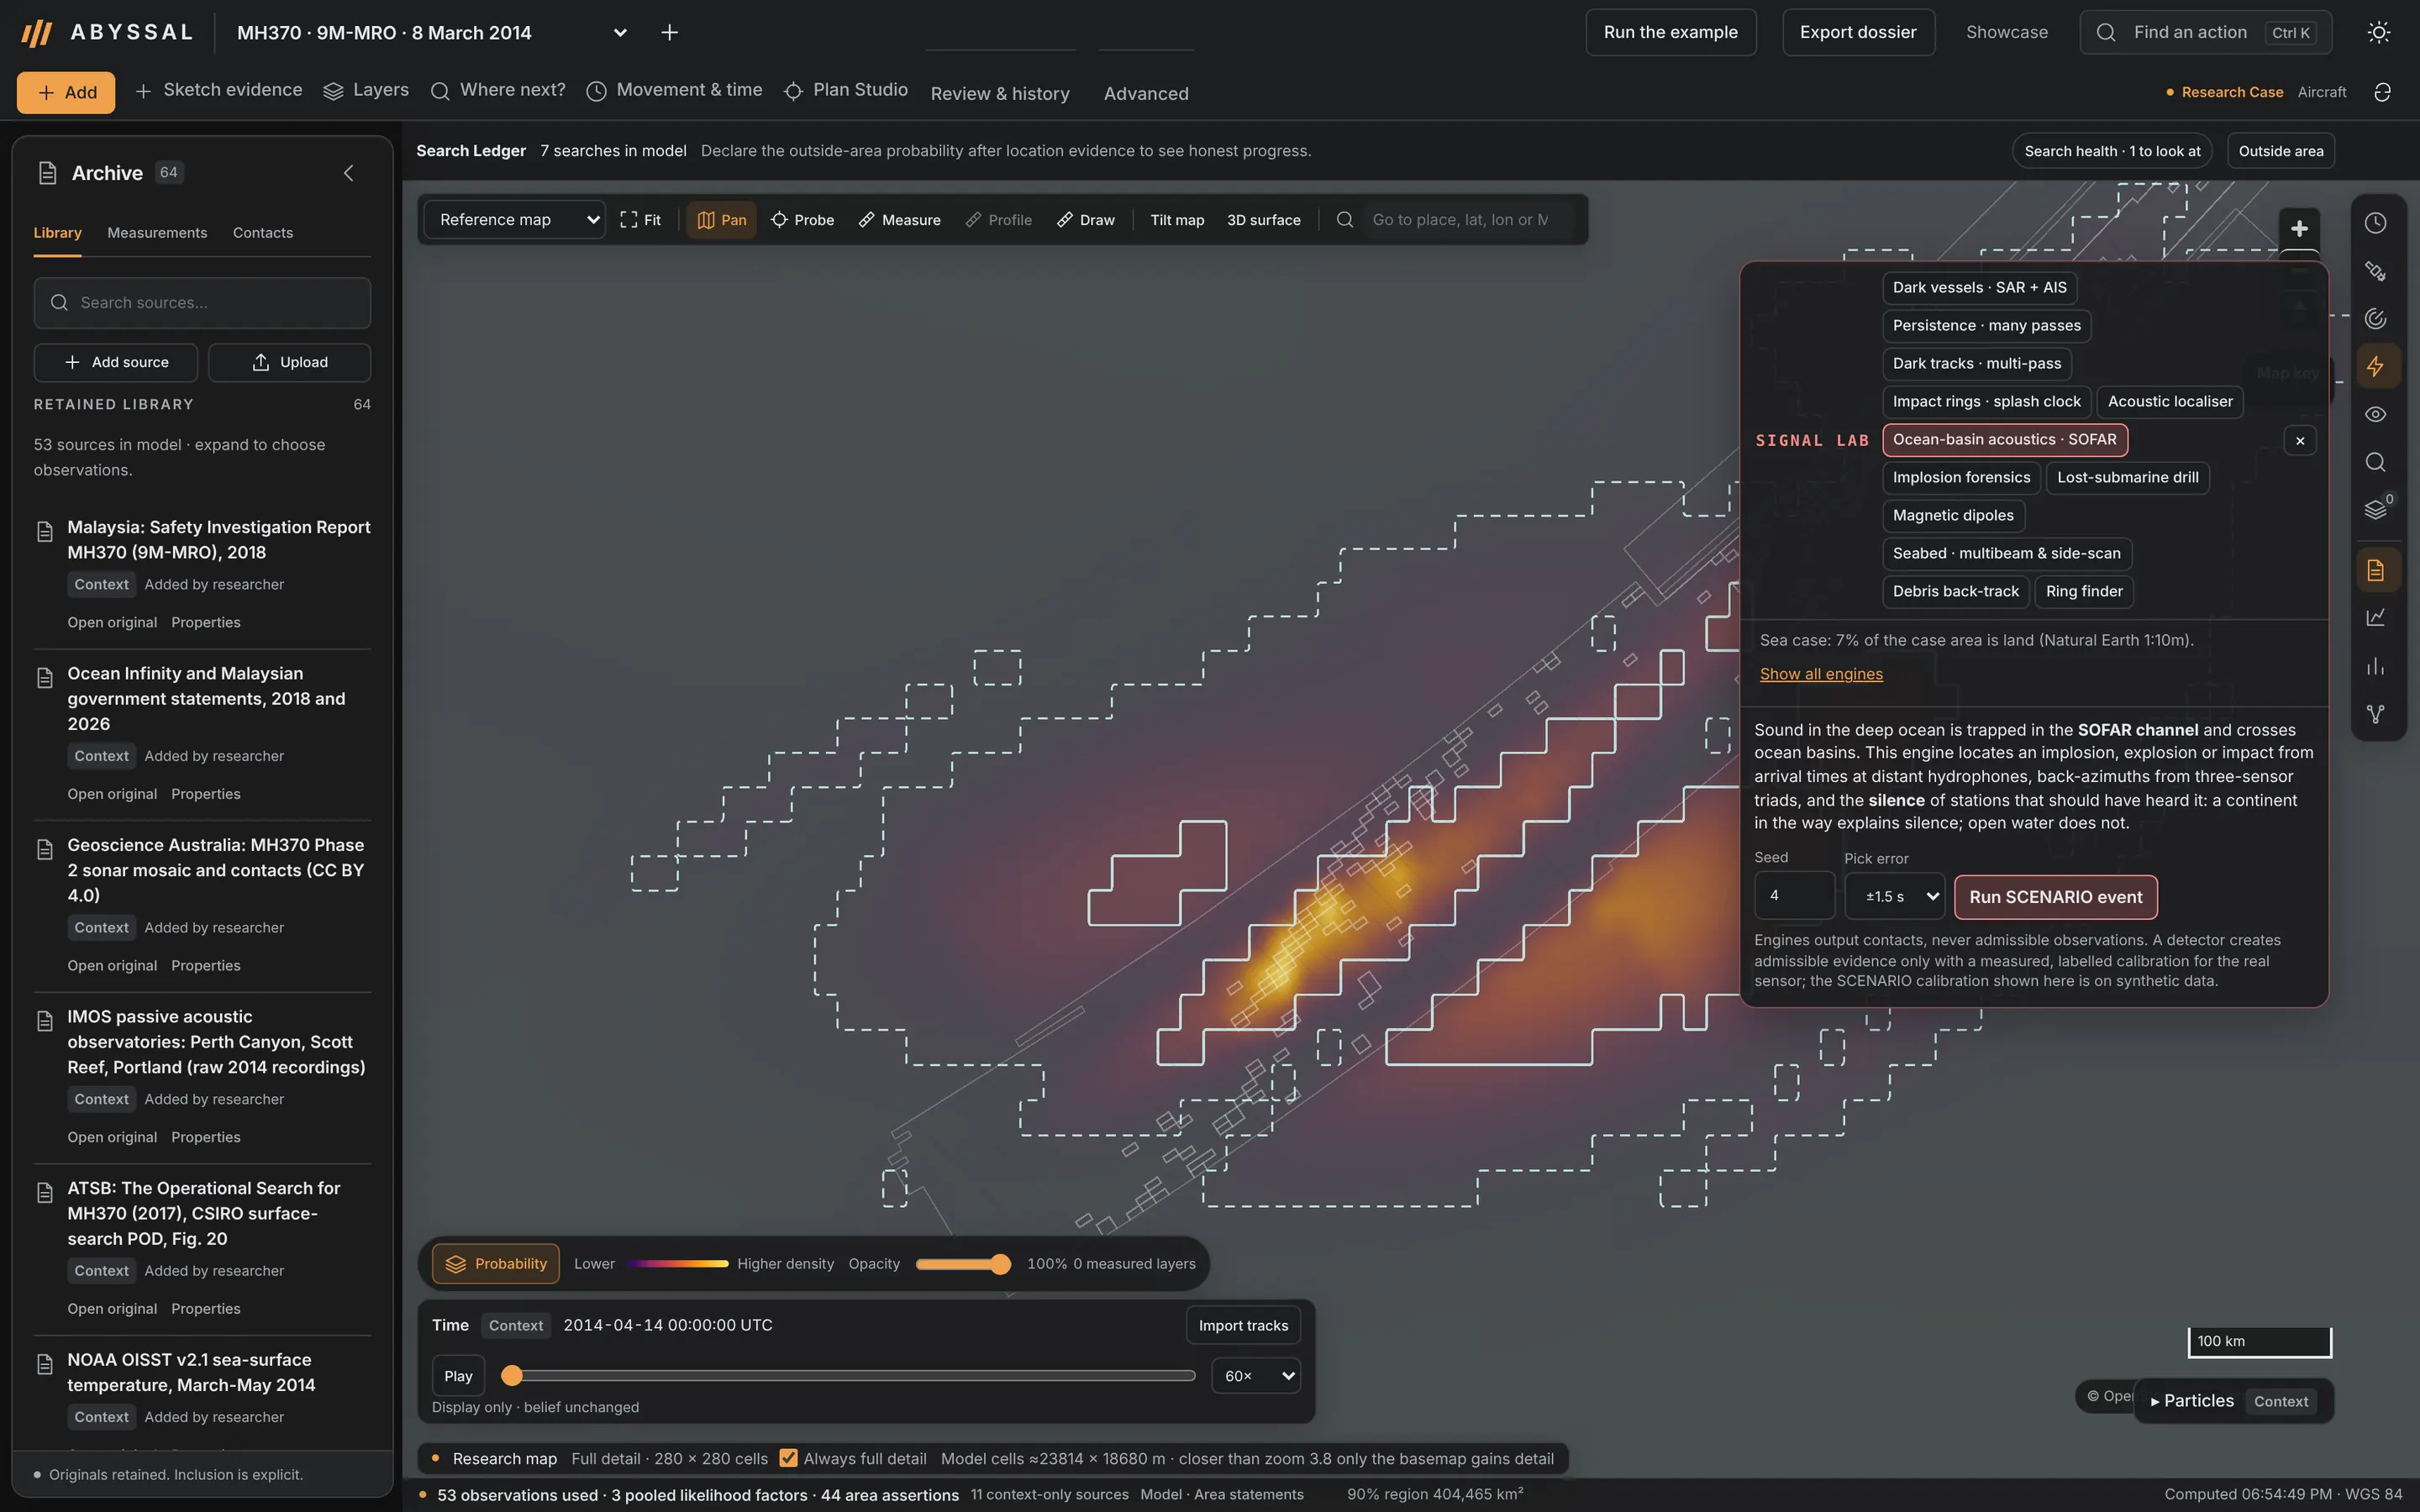 ABYSSAL
MH370 · 9M-MRO · 8 March 2014
Run the example
Export dossier
Showcase
Find an action Ctrl K
Add
Sketch evidence
Layers
Where next?
Movement & time
Plan Studio
Review & history
Advanced
Research Case Aircraft
Archive 64
Library Measurements Contacts
Search sources...
Add source
Upload
RETAINED LIBRARY 64
53 sources in model · expand to choose
observations.
Malaysia: Safety Investigation Report
MH370 (9M-MRO), 2018
Context Added by researcher
Open original Properties
Ocean Infinity and Malaysian
government statements, 2018 and
2026
Context Added by researcher
Open original Properties
Geoscience Australia: MH370 Phase
2 sonar mosaic and contacts (CC BY
4.0)
Context Added by researcher
Open original Properties
IMOS passive acoustic
observatories: Perth Canyon, Scott
Reef, Portland (raw 2014 recordings)
Context Added by researcher
Open original Properties
ATSB: The Operational Search for
MH370 (2017), CSIRO surface-
search POD, Fig. 20
Context Added by researcher
Open original Properties
NOAA OISST v2.1 sea-surface
temperature, March-May 2014
Context Added by researcher
Originals retained. Inclusion is explicit.
Search Ledger 7 searches in model Declare the outside-area probability after location evidence to see honest progress.
Search health · 1 to look at
Outside area
Reference map
Fit
Pan
Probe
Measure
Profile
Draw
Tilt map
3D surface
Go to place, lat, lon or M
Map key
0
Dark vessels · SAR + AIS
Persistence · many passes
Dark tracks · multi-pass
Impact rings · splash clock
Acoustic localiser
SIGNAL LAB
Ocean-basin acoustics · SOFAR
×
Implosion forensics
Lost-submarine drill
Magnetic dipoles
Seabed · multibeam & side-scan
Debris back-track
Ring finder
Sea case: 7% of the case area is land (Natural Earth 1:10m).
Show all engines
Sound in the deep ocean is trapped in the SOFAR channel and crosses
ocean basins. This engine locates an implosion, explosion or impact from
arrival times at distant hydrophones, back-azimuths from three-sensor
triads, and the silence of stations that should have heard it: a continent
in the way explains silence; open water does not.
Seed
Pick error
4
±1.5 s
Run SCENARIO event
Engines output contacts, never admissible observations. A detector creates
admissible evidence only with a measured, labelled calibration for the real
sensor; the SCENARIO calibration shown here is on synthetic data.
Probability
Lower
Higher density
Opacity
100% 0 measured layers
Time Context 2014-04-14 00:00:00 UTC
Import tracks
Play
60×
Display only · belief unchanged
100 km
© Oper
▸ Particles Context
Research map Full detail · 280 × 280 cells Always full detail Model cells ≈23814 × 18680 m · closer than zoom 3.8 only the basemap gains detail
53 observations used · 3 pooled likelihood factors · 44 area assertions 11 context-only sources Model · Area statements 90% region 404,465 km²
Computed 06:54:49 PM · WGS 84